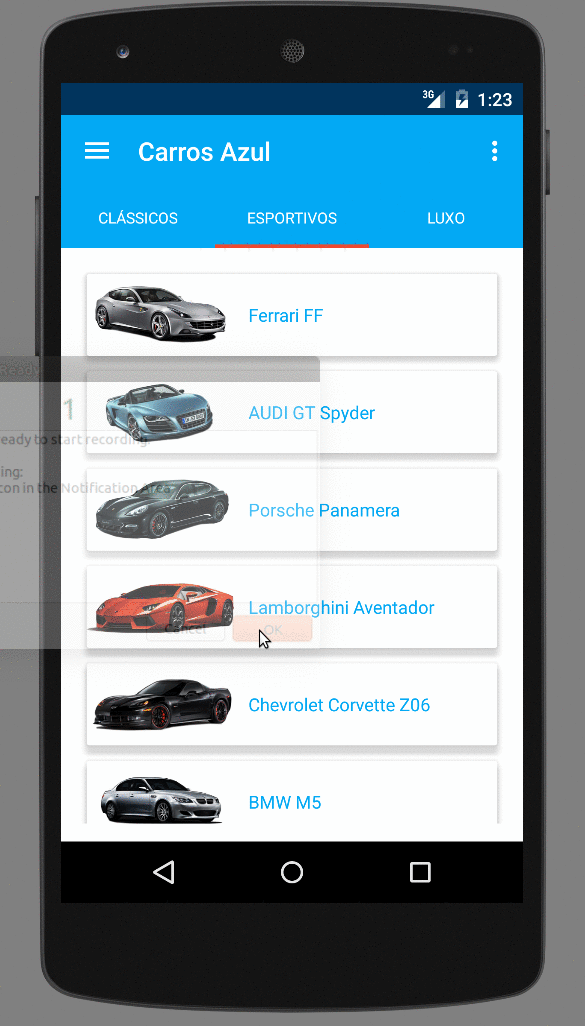 3G 1:23
Carros Azul
CLÁSSICOS ESPORTIVOS LUXO
Ferrari FF
Ready
1
AUDI GT Spyder
eady to start recording.
ing:
con in the Notification Area
Porsche Panamera
Lamborghini Aventador
Cancel OK
Chevrolet Corvette Z06
BMW M5